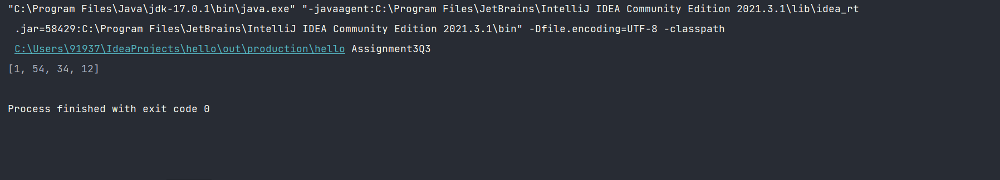 "C:\Program Files\Java\jdk-17.0.1\bin\java.exe" "-javaagent:C:\Program Files\JetBrains\IntelliJ IDEA Community Edition 2021.3.1\lib\idea_rt
.jar=58429:C:\Program Files\JetBrains\IntelliJ IDEA Community Edition 2021.3.1\bin" -Dfile.encoding=UTF-8 -classpath
C:\Users\91937\IdeaProjects\hello\out\production\hello Assignment3Q3
[1, 54, 34, 12]
Process finished with exit code 0